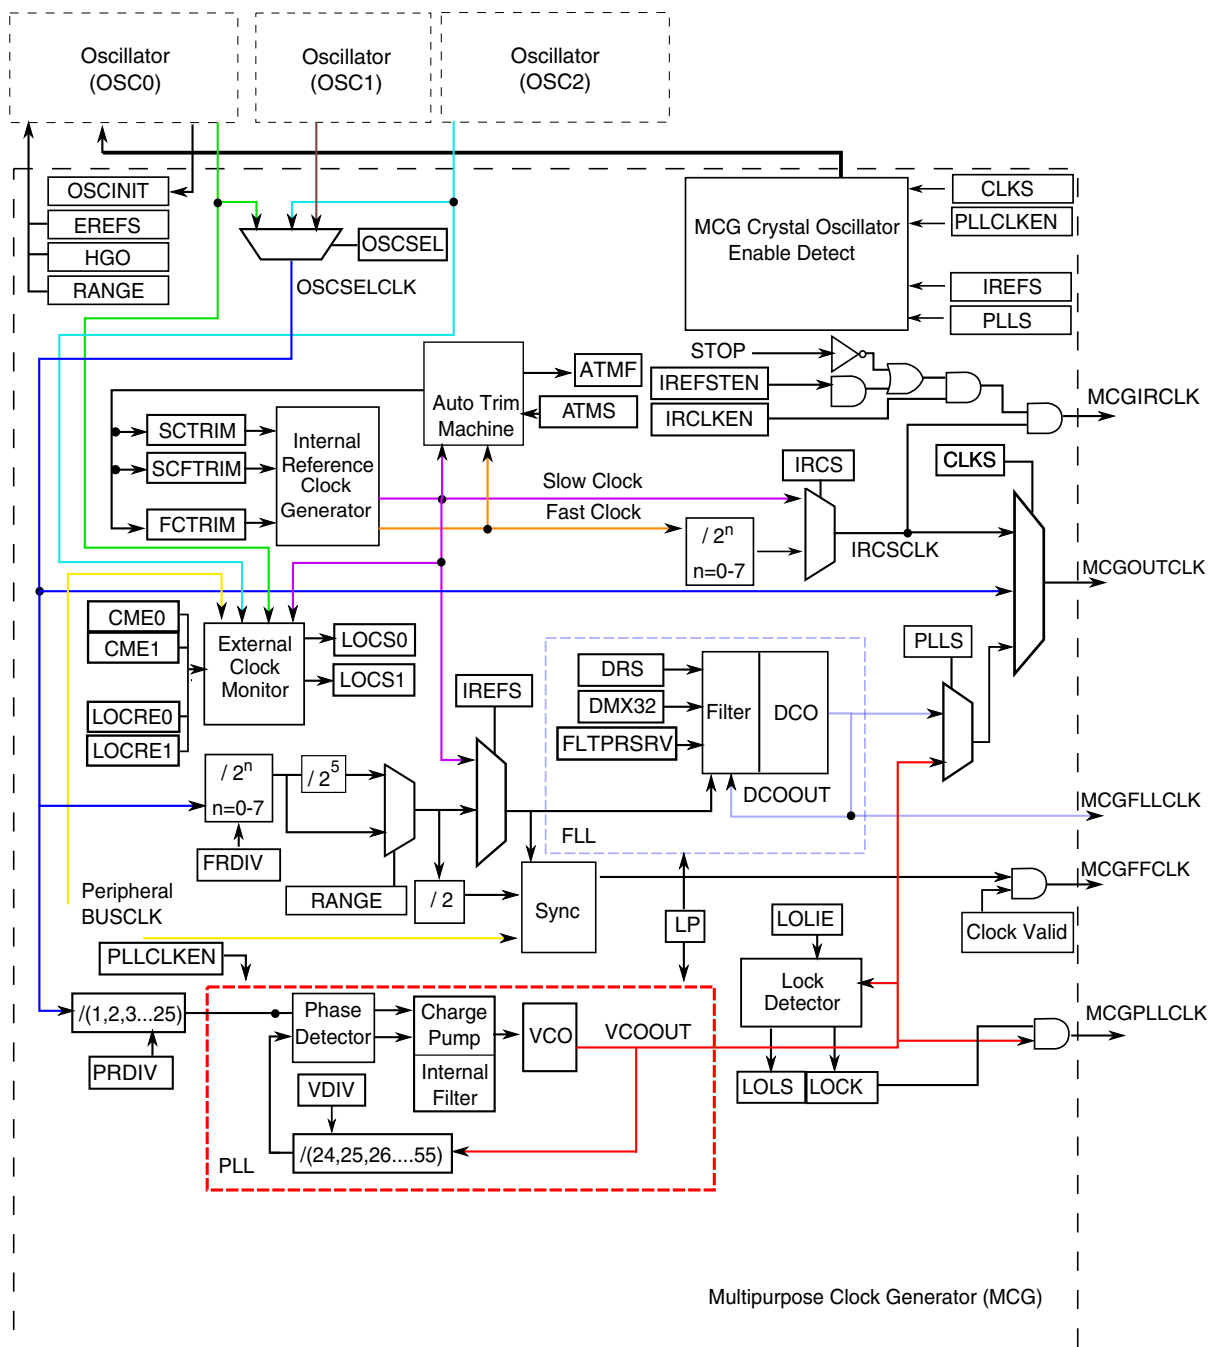 Oscillator
(OSC0)
Oscillator
(OSC1)
Oscillator
(OSC2)
OSCINIT
EREFS
HGO
RANGE
OSCSEL
OSCSELCLK
MCG Crystal Oscillator
Enable Detect
CLKS
PLLCLKEN
IREFS
PLLS
STOP
IREFSTEN
IRCLKEN
MCGIRCLK
Auto Trim
Machine
ATMF
ATMS
SCTRIM
SCFTRIM
FCTRIM
Internal
Reference
Clock
Generator
Slow Clock
Fast Clock
/ 2n
n=0-7
IRCS
IRCSCLK
CLKS
MCGOUTCLK
CME0
CME1
LOCRE0
LOCRE1
External
Clock
Monitor
LOCS0
LOCS1
IREFS
DRS
DMX32
FLTPRSRV
Filter
DCO
PLLS
/ 2n
n=0-7
/ 25
FRDIV
RANGE
/ 2
DCOOUT
FLL
MCGFLLCLK
Sync
MCGFFCLK
Clock Valid
Peripheral
BUSCLK
LP
LOLIE
PLLCLKEN
Lock
Detector
/(1,2,3...25)
PRDIV
Phase
Detector
Charge
Pump
Internal
Filter
VCO
VCOOUT
MCGPLLCLK
LOLS
LOCK
VDIV
/(24,25,26....55)
PLL
Multipurpose Clock Generator (MCG)